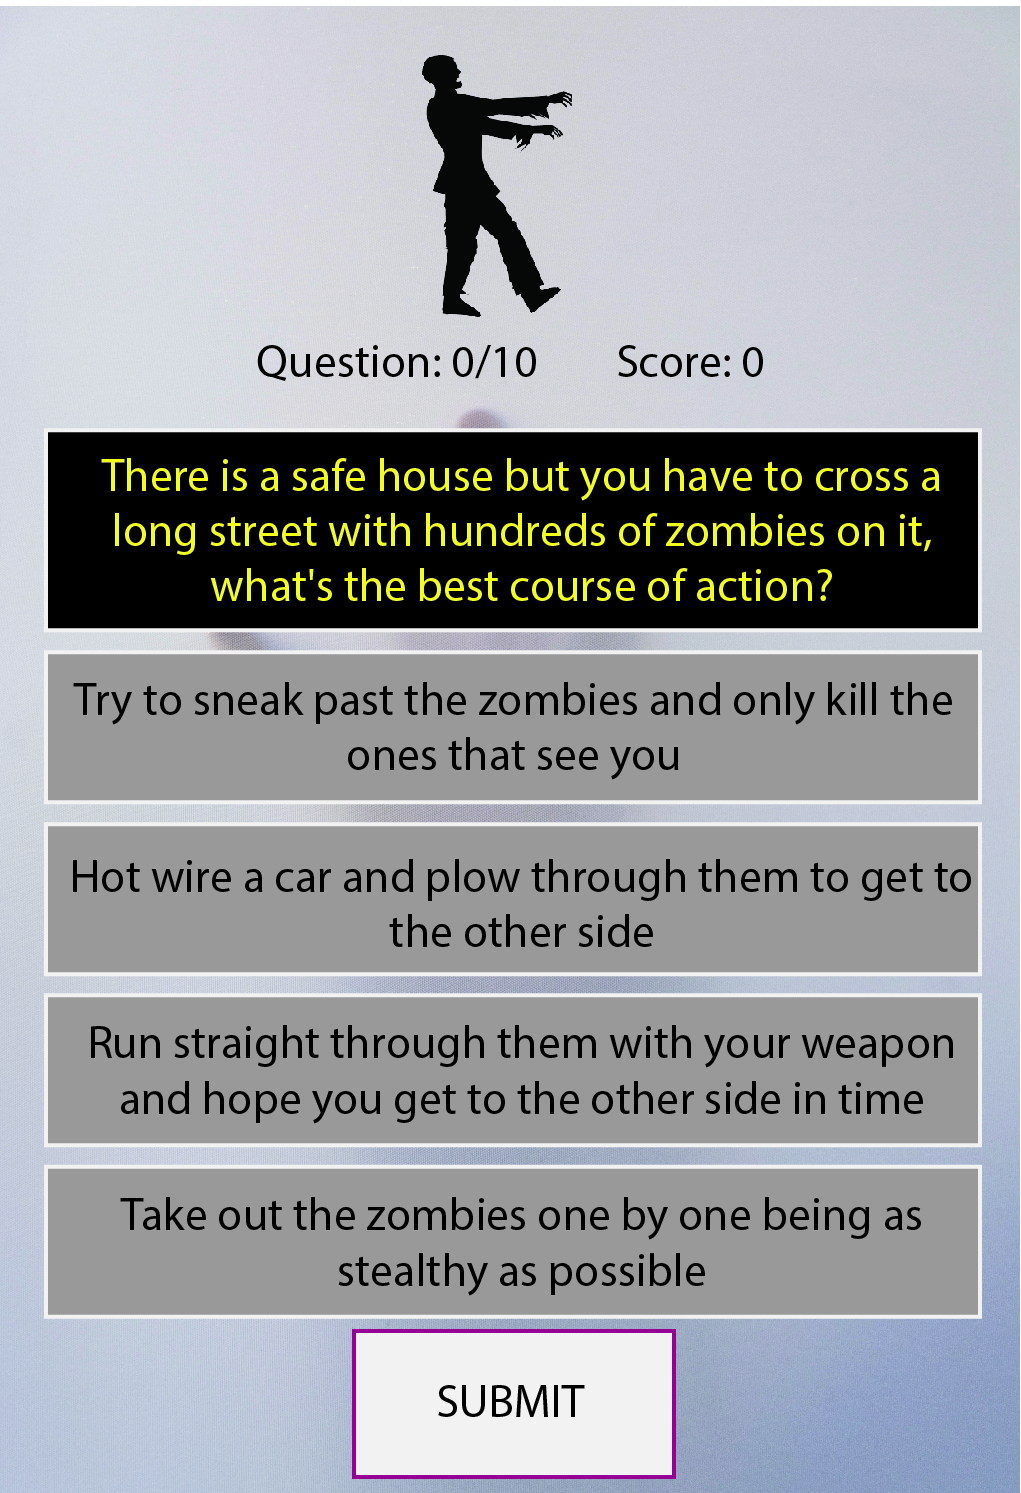 Question: 0/10 Score: 0
There is a safe house but you have to cross a
long street with hundreds of zombies on it,
what's the best course of action?
Try to sneak past the zombies and only kill the
ones that see you
Hot wire a car and plow through them to get to
the other side
Run straight through them with your weapon
and hope you get to the other side in time
Take out the zombies one by one being as
stealthy as possible
SUBMIT